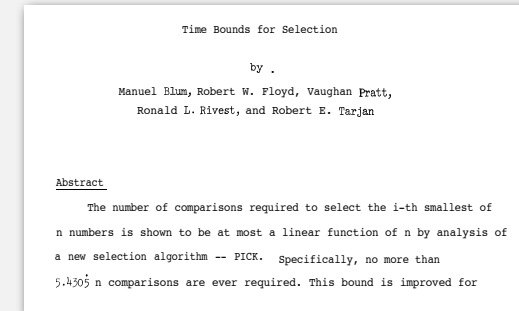 Time Bounds for Selection
by .
Manuel Blum, Robert W. Floyd, Vaughan Pratt,
Ronald L. Rivest, and Robert E. Tarjan
Abstract
The number of comparisons required to select the i-th smallest of
n numbers is shown to be at most a linear function of n by analysis of
a new selection algorithm -- PICK. Specifically, no more than
5.4305 n comparisons are ever required. This bound is improved for